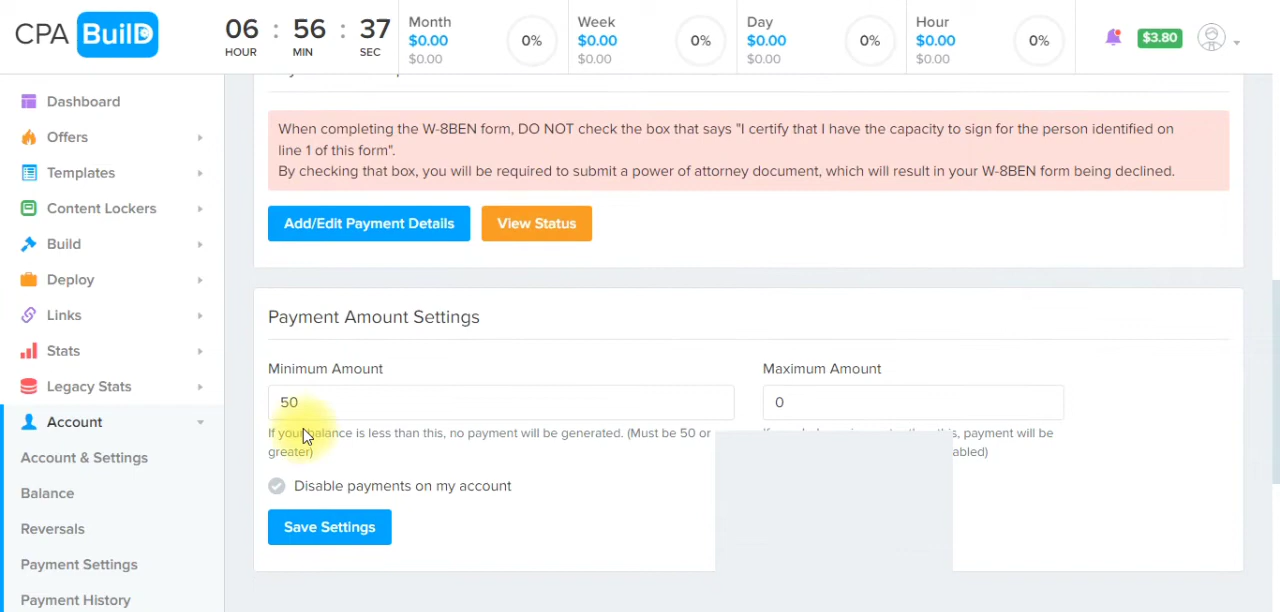 CPA BuilD
06 : 56 : 37
HOUR MIN SEC
Month
$0.00
$0.00
0%
Week
$0.00
$0.00
0%
Day
$0.00
$0.00
0%
Hour
$0.00
$0.00
0%
$3.80
Dashboard
Offers
Templates
Content Lockers
Build
Deploy
Links
Stats
Legacy Stats
Account
Account & Settings
Balance
Reversals
Payment Settings
Payment History
When completing the W-8BEN form, DO NOT check the box that says "I certify that I have the capacity to sign for the person identified on
line 1 of this form".
By checking that box, you will be required to submit a power of attorney document, which will result in your W-8BEN form being declined.
Add/Edit Payment Details
View Status
Payment Amount Settings
Minimum Amount
50
If your balance is less than this, no payment will be generated. (Must be 50 or
greater)
Maximum Amount
0
this, payment will be
Disable payments on my account
Save Settings